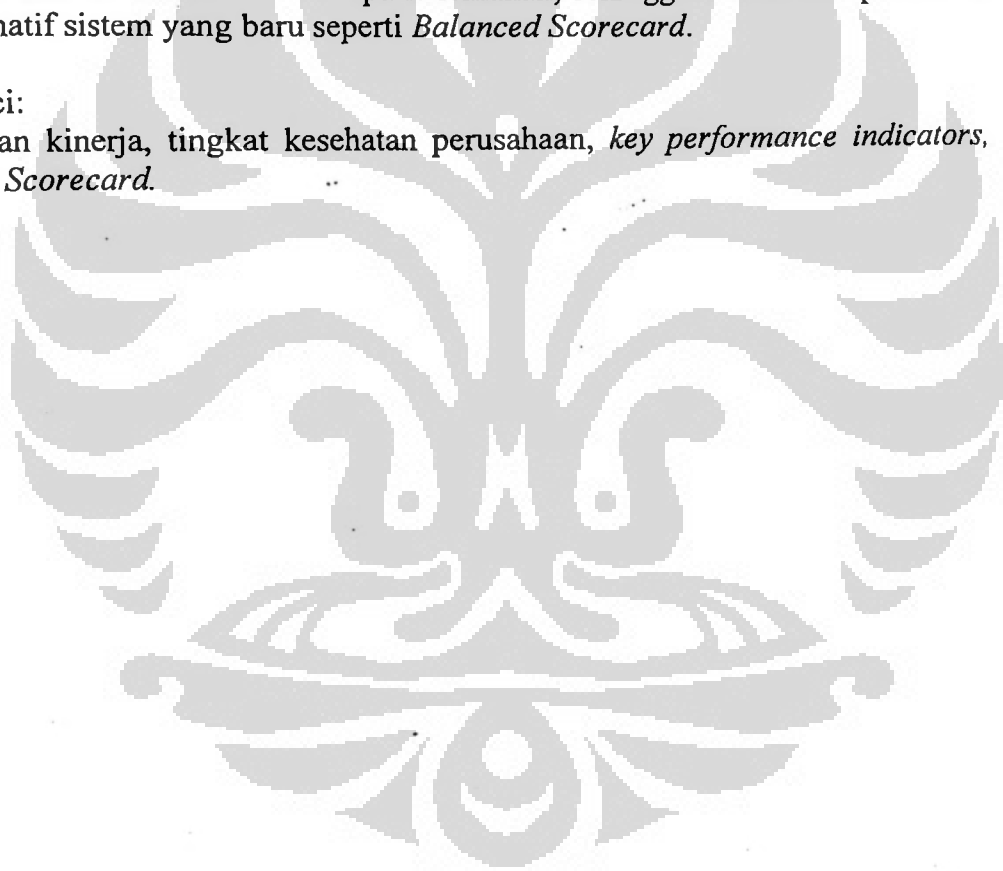 natif sistem yang baru seperti Balanced Scorecard.
ci:
an kinerja, tingkat kesehatan perusahaan, key performance indicators,
Scorecard.